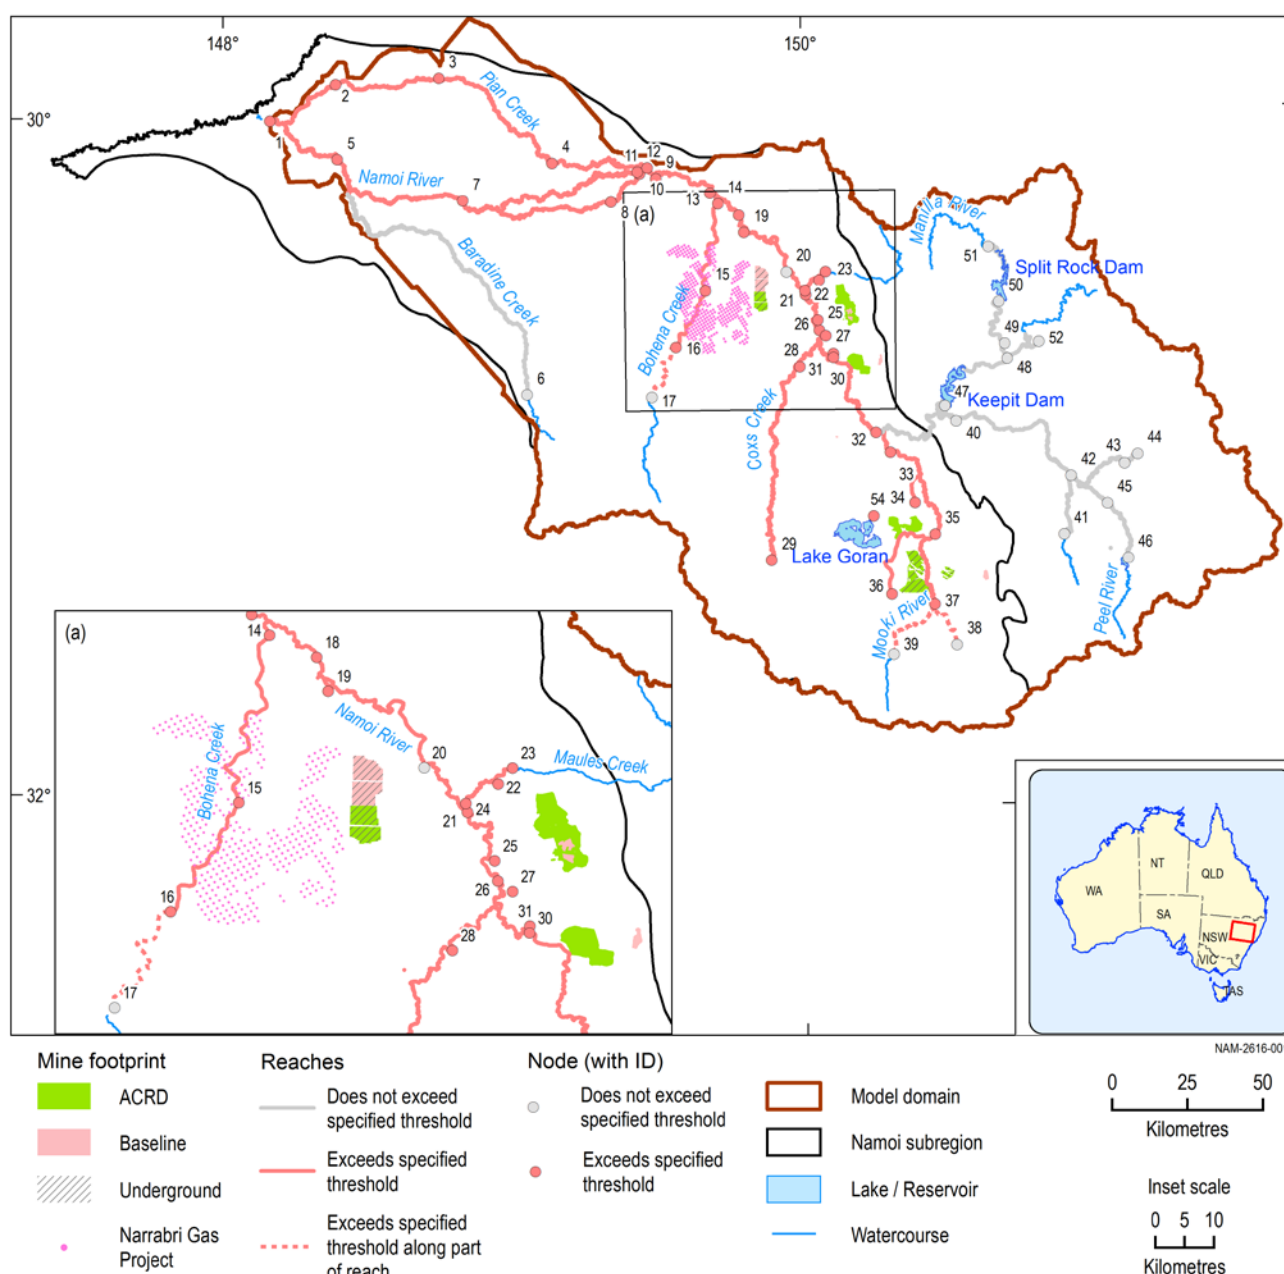 148°
150°
30°
32°
3
2
Pian Creek
1
5
4
Namoi River
7
11
12
9
10
8
13
14
(a)
19
Baradine Creek
6
20
23
21
22
15
Bohena Creek
16
17
25
26
27
28
31
30
Coxs Creek
29
32
33
34
54
35
Lake Goran
36
37
Mooki River
38
39
Manilla River
51
Split Rock Dam
50
49
52
48
47
Keepit Dam
40
42
43
44
45
41
46
Peel River
(a)
14
18
19
Namoi River
Bohena Creek
20
23
Maules Creek
22
24
21
15
25
26
27
16
31
30
28
17
WA
NT
QLD
SA
NSW
VIC
TAS
NAM-2616-001
Mine footprint
ACRD
Baseline
Underground
Narrabri Gas
Project
Reaches
Does not exceed
specified threshold
Exceeds specified
threshold
Exceeds specified
threshold along part
of reach
Node (with ID)
Does not exceed
specified threshold
Exceeds specified
threshold
Model domain
Namoi subregion
Lake / Reservoir
Watercourse
0 25 50
Kilometres
Inset scale
0 5 10
Kilometres